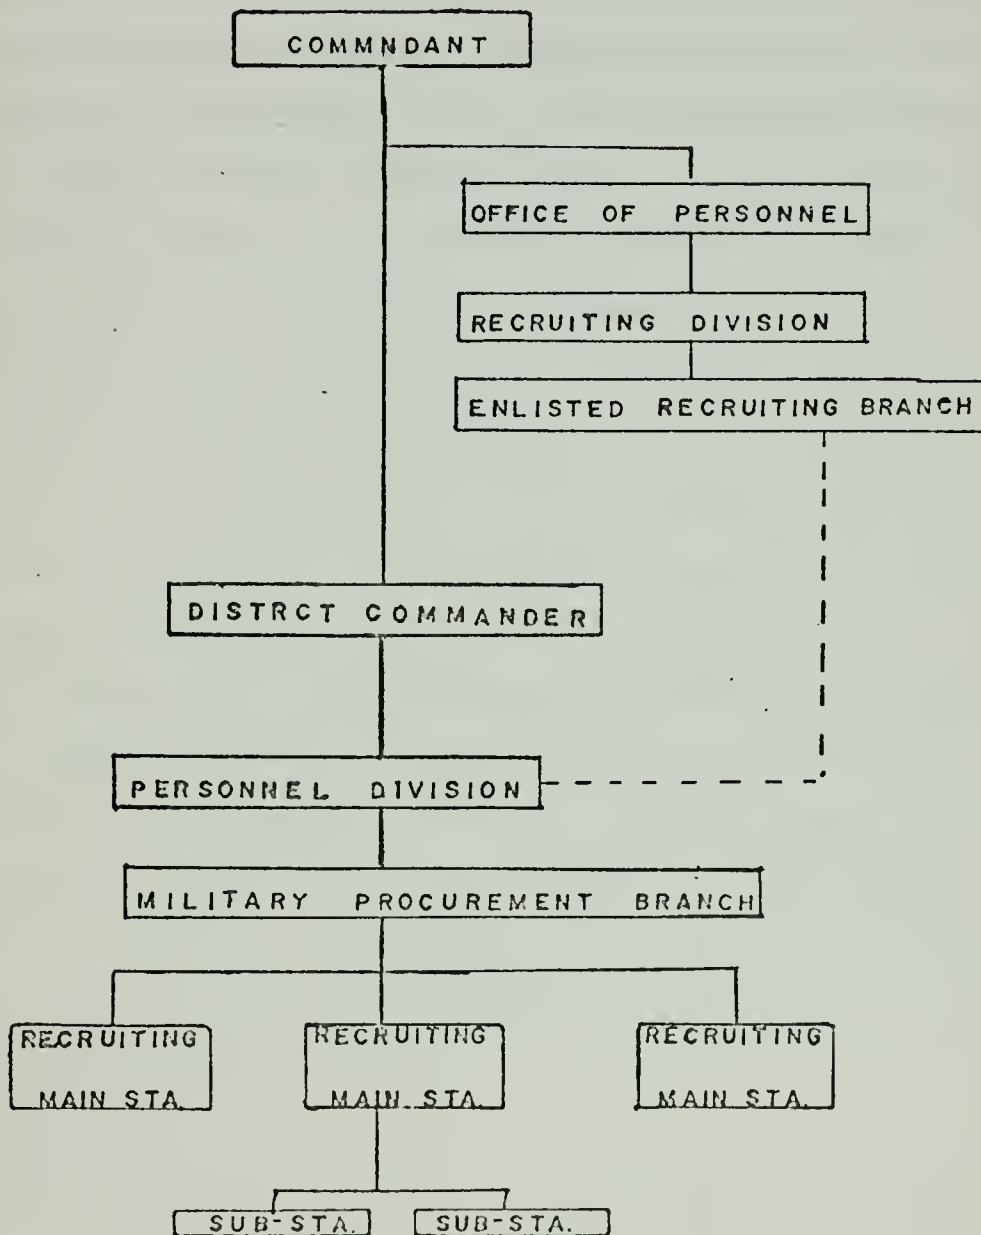 COMMNDANT
OFFICE OF PERSONNEL
RECRUITING DIVISION
ENLISTED RECRUITING BRANCH
DISTRCT COMMANDER
PERSONNEL DIVISION
MILITARY PROCUREMENT BRANCH
RECRUITING
MAIN STA.
RECRUITING
MAIN STA.
RECRUITING
MAIN STA.
SUB-STA.
SUB-STA.